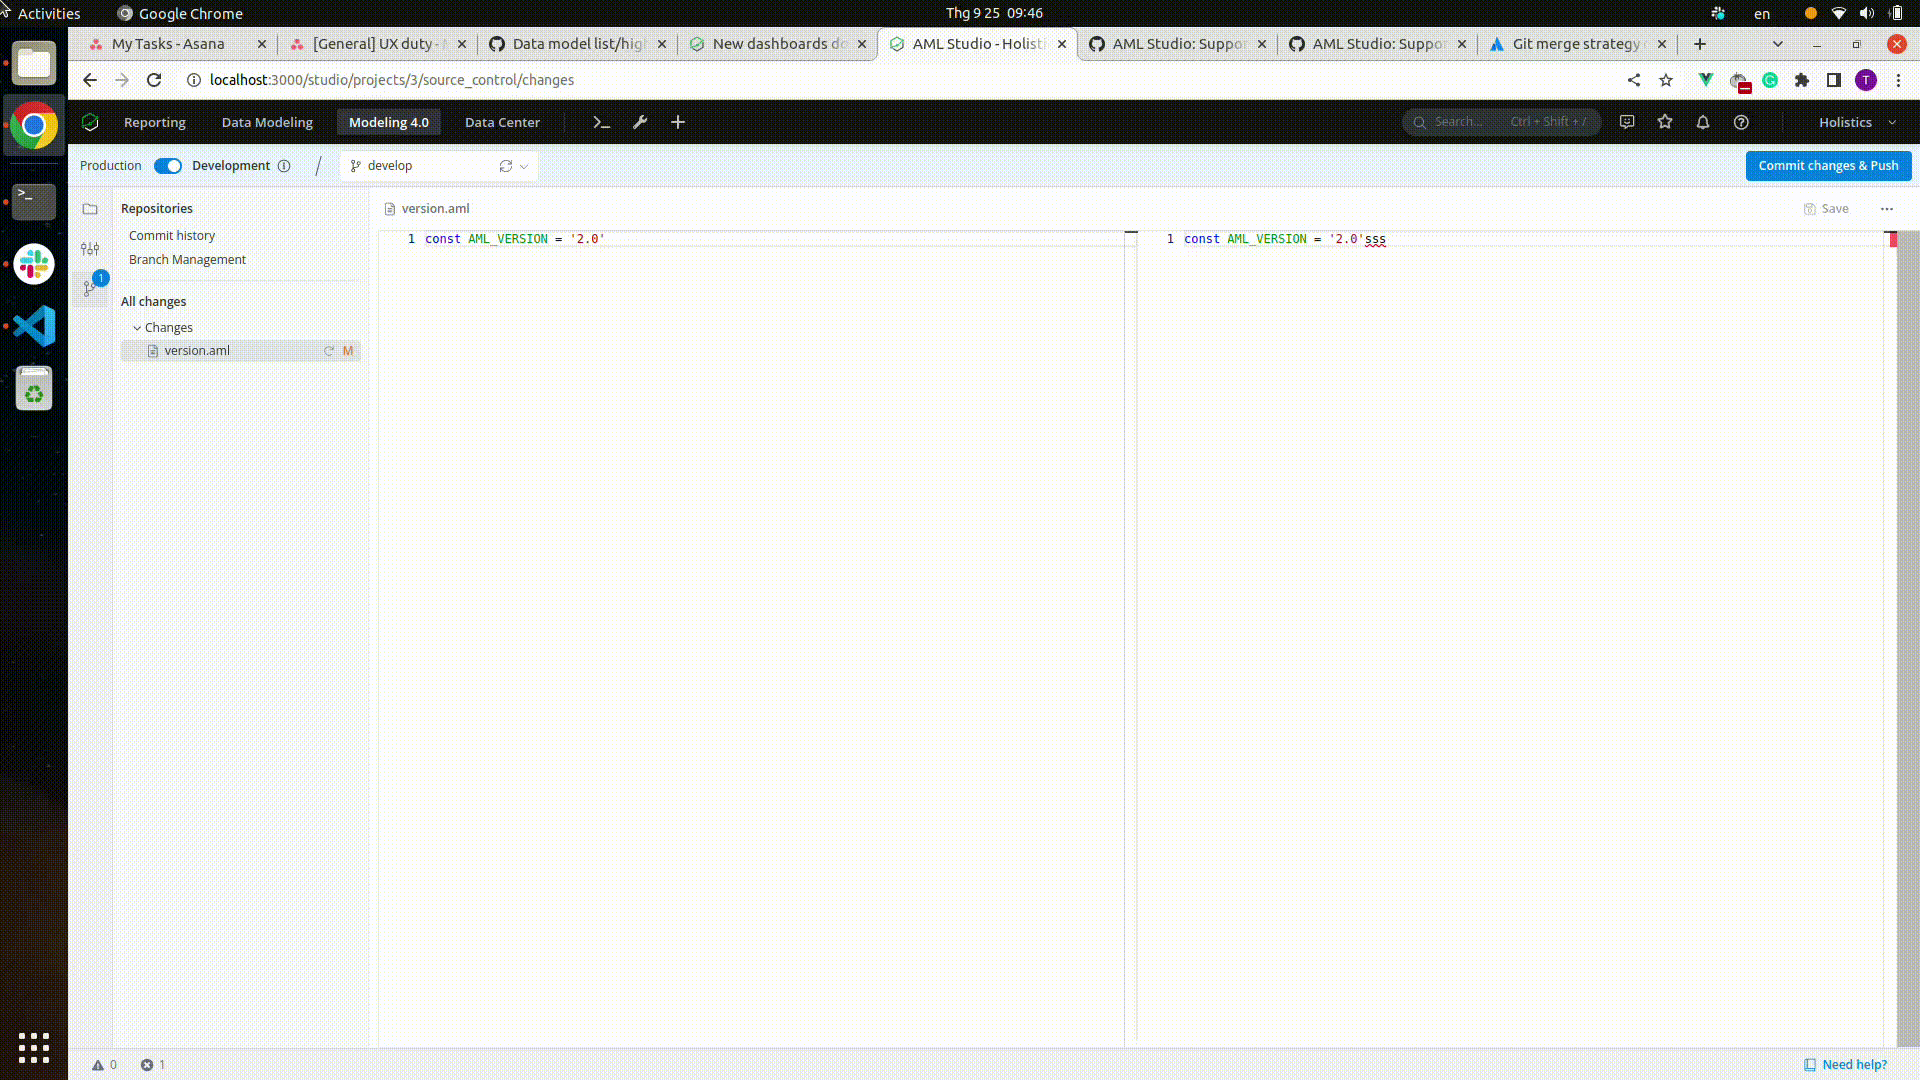 Activities
Google Chrome
Thg 9 25 09:46
en
My Tasks - Asana
[General] UX duty -
Data model list/hig
New dashboards do
AML Studio - Holisti
AML Studio: Suppo
AML Studio: Suppo
Git merge strategy
localhost:3000/studio/projects/3/source_control/changes
T
Reporting
Data Modeling
Modeling 4.0
Data Center
Search...
Ctrl + Shift + /
Holistics
Production
Development
/
develop
Commit changes & Push
Repositories
Commit history
Branch Management
1
All changes
Changes
version.aml
M
version.aml
Save
1 const AML_VERSION = '2.0'
1 const AML_VERSION = '2.0'sss
0
1
Need help?